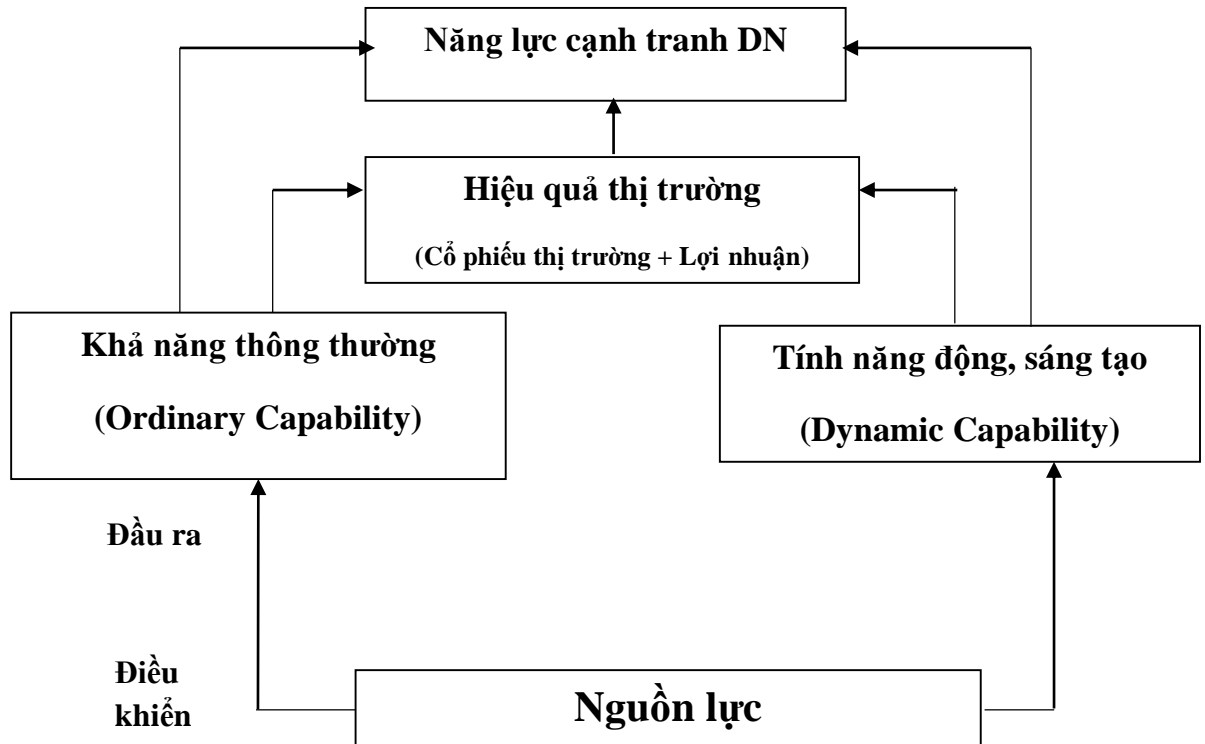 Năng lực cạnh tranh DN
Hiệu quả thị trường
(Cổ phiếu thị trường + Lợi nhuận)
Khả năng thông thường
(Ordinary Capability)
Tính năng động, sáng tạo
(Dynamic Capability)
Đầu ra
Điều
khiển
Nguồn lực